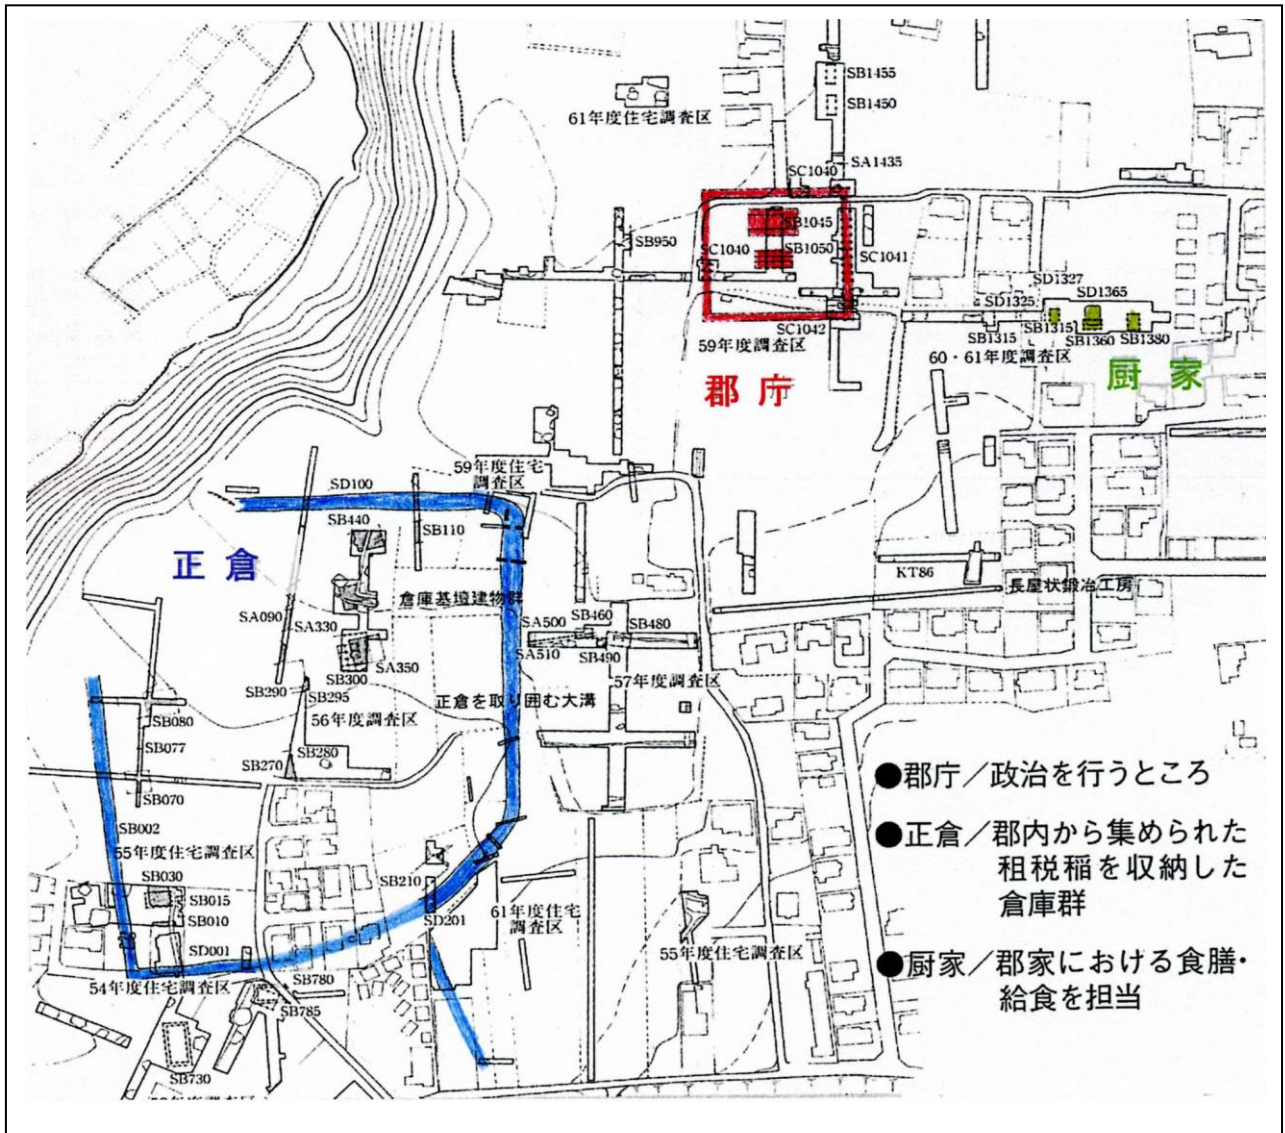 SB1455
SB1450
61年度住宅調査区
SA1435
SC1040
SB1045
SB950
SC1040
SB1050
SC1041
SD1327
SD1325
SD1365
SC1042
SB1315
SB1315
SB1360
SB1380
59年度調査区
60・61年度調査区
郡庁
厨家
59年度住宅
調査区
SD100
SB440
SB110
正倉
KT86
倉庫基壇建物群
長屋状鍛冶工房
SA090
SA330
SA500
SB460
SB480
SA510
SB490
SA350
SB300
57年度調査区
SB290
SB295
正倉を取り囲む大溝
56年度調査区
SB080
SB077
SB280
SB270
SB070
SB002
55年度住宅調査区
SB030
SB015
SB010
SB210
SD201
61年度住宅
調査区
SD001
55年度住宅調査区
SB780
54年度住宅調査区
SB785
SB730
●郡庁／政治を行うところ
●正倉／郡内から集められた
租税稲を収納した
倉庫群
●厨家／郡家における食膳・
給食を担当